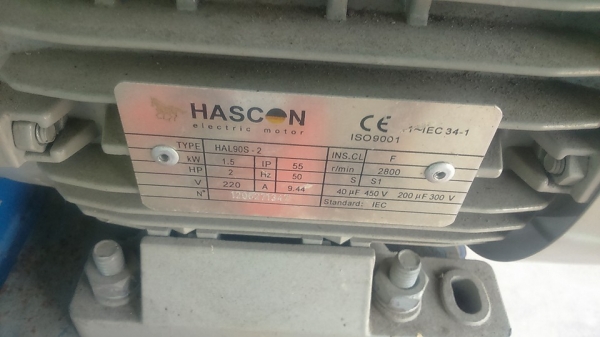 HASCON
electric motor
CE ~IEC 34-1
ISO9001
TYPE HAL90S-2 INS.CL F
kW 1.5 IP 55 r/min 2800
HP 2 hz 50 S S1
V 220 A 9.44 40 µF 450 V 200 µF 300 V
N° Standard: IEC